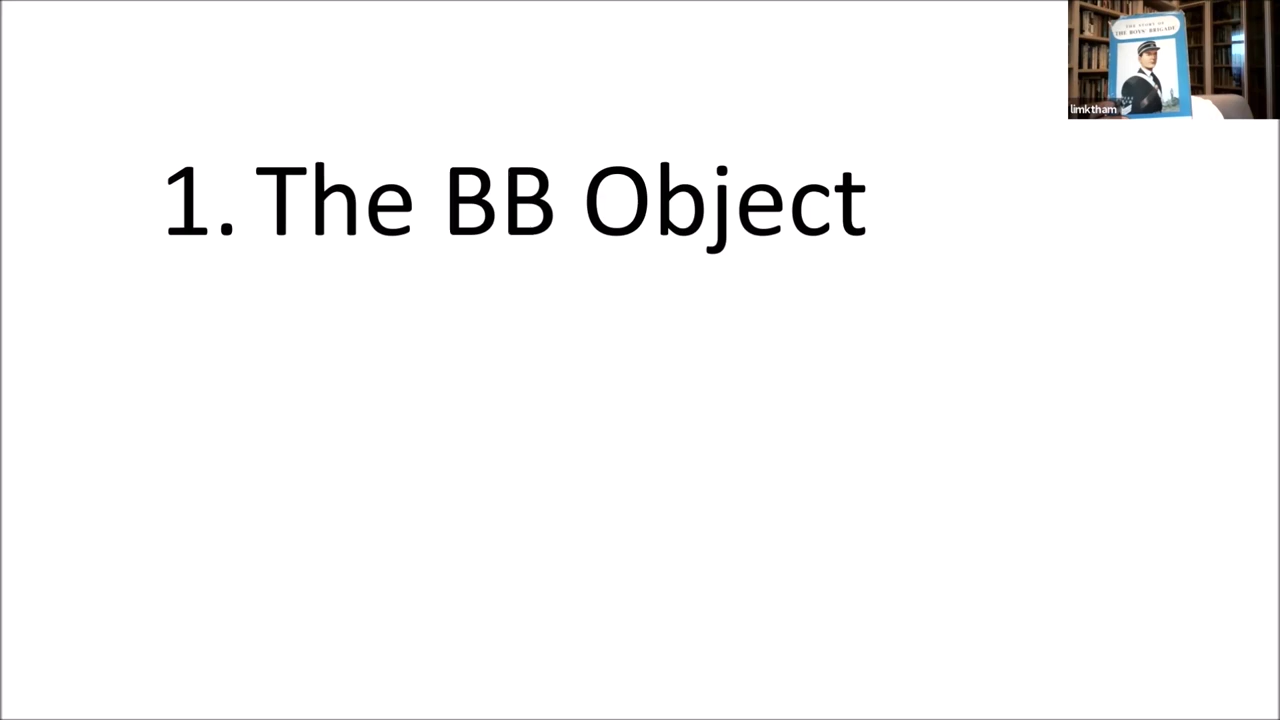 THE STORY OF
THE BOYS' BRIGADE
limktham
1. The BB Object